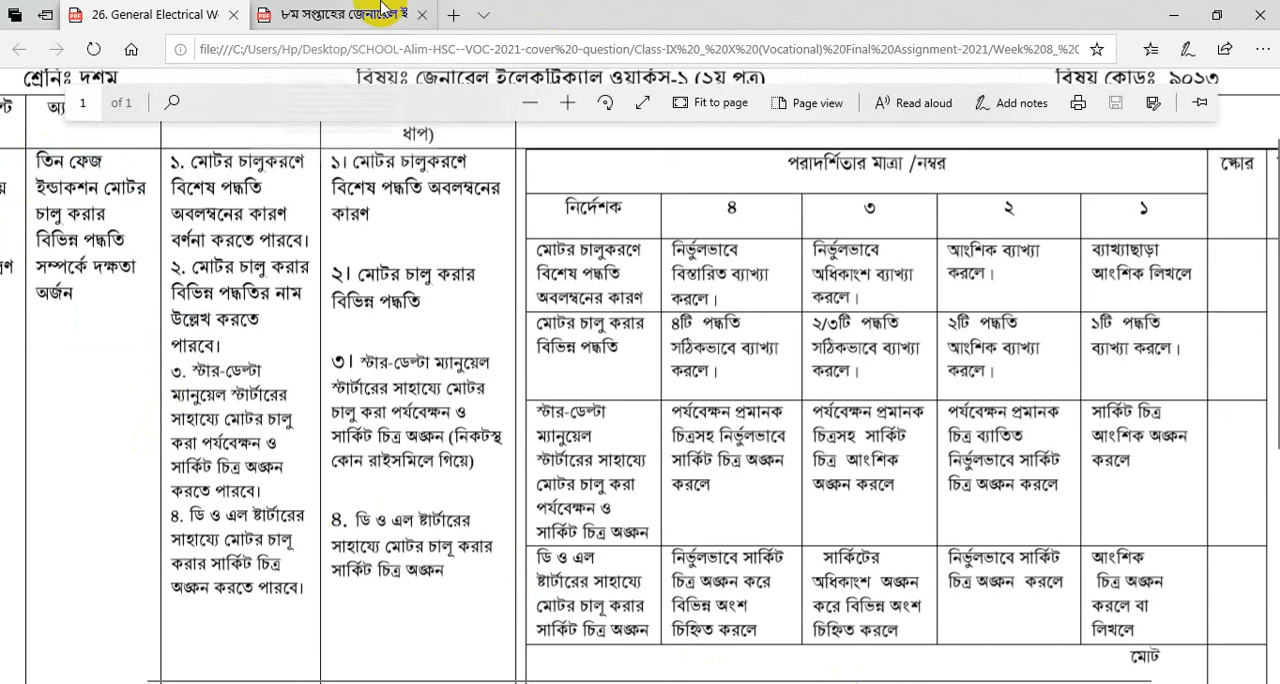 26. General Electrical W
৮ম সপ্তাহের জেনারেল ই
file:///C:/Users/Hp/Desktop/SCHOOL-Alim-HSC--VOC-2021-cover%20-question/Class-IX%20_%20X%20(Vocational)%20Final%20Assignment-2021/Week%208_%2C
শ্রেনিঃ দশম
বিষয়ঃ জেনারেল ইলেকট্রিক্যাল ওয়ার্কস-১ (১ম পত্র)
বিষয় কোডঃ ৯০১৩
1 of 1
Fit to page
Page view
Read aloud
Add notes
ধাপ)
তিন ফেজ
ইন্ডাকশন মোটর
চালু করার
বিভিন্ন পদ্ধতি
সম্পর্কে দক্ষতা
অর্জন
১. মোটর চালুকরণে
বিশেষ পদ্ধতি
অবলম্বনের কারণ
বর্ণনা করতে পারবে।
২. মোটর চালু করার
বিভিন্ন পদ্ধতির নাম
উল্লেখ করতে
পারবে।
৩. স্টার-ডেল্টা
ম্যানুয়েল স্টার্টারের
সাহায্যে মোটর চালু
করা পর্যবেক্ষন ও
সার্কিট চিত্র অঙ্কন
করতে পারবে।
৪. ডি ও এল ষ্টার্টারের
সাহায্যে মোটর চালূ
করার সার্কিট চিত্র
অঙ্কন করতে পারবে।
১। মোটর চালুকরণে
বিশেষ পদ্ধতি অবলম্বনের
কারণ
২। মোটর চালু করার
বিভিন্ন পদ্ধতি
৩। স্টার-ডেল্টা ম্যানুয়েল
স্টার্টারের সাহায্যে মোটর
চালু করা পর্যবেক্ষন ও
সার্কিট চিত্র অঙ্কন (নিকটস্থ
কোন রাইসমিলে গিয়ে)
৪. ডি ও এল ষ্টার্টারের
সাহায্যে মোটর চালূ করার
সার্কিট চিত্র অঙ্কন
পরাদর্শিতার মাত্রা /নম্বর
স্কোর
নির্দেশক
৪
৩
২
১
মোটর চালুকরণে
বিশেষ পদ্ধতি
অবলম্বনের কারণ
নির্ভুলভাবে
বিস্তারিত ব্যাখ্যা
করলে।
নির্ভুলভাবে
অধিকাংশ ব্যাখ্যা
করলে।
আংশিক ব্যাখ্যা
করলে।
ব্যাখ্যাছাড়া
আংশিক লিখলে
মোটর চালু করার
বিভিন্ন পদ্ধতি
৪টি পদ্ধতি
সঠিকভাবে ব্যাখ্যা
করলে।
২/৩টি পদ্ধতি
সঠিকভাবে ব্যাখ্যা
করলে।
২টি পদ্ধতি
আংশিক ব্যাখ্যা
করলে।
১টি পদ্ধতি
ব্যাখ্যা করলে।
স্টার-ডেল্টা
ম্যানুয়েল
স্টার্টারের সাহায্যে
মোটর চালু করা
পর্যবেক্ষন ও
সার্কিট চিত্র অঙ্কন
পর্যবেক্ষন প্রমানক
চিত্রসহ নির্ভুলভাবে
সার্কিট চিত্র অঙ্কন
করলে
পর্যবেক্ষন প্রমানক
চিত্রসহ সার্কিট
চিত্র আংশিক
অঙ্কন করলে
পর্যবেক্ষন প্রমানক
চিত্র ব্যাতিত
নির্ভুলভাবে সার্কিট
চিত্র অঙ্কন করলে
সার্কিট চিত্র
আংশিক অঙ্কন
করলে
ডি ও এল
ষ্টার্টারের সাহায্যে
মোটর চালূ করার
সার্কিট চিত্র অঙ্কন
নির্ভুলভাবে সার্কিট
চিত্র অঙ্কন করে
বিভিন্ন অংশ
চিহ্নিত করলে
সার্কিটের
অধিকাংশ অঙ্কন
করে বিভিন্ন অংশ
চিহ্নিত করলে
নির্ভুলভাবে সার্কিট
চিত্র অঙ্কন করলে
আংশিক
চিত্র অঙ্কন
করলে বা
লিখলে
মোট